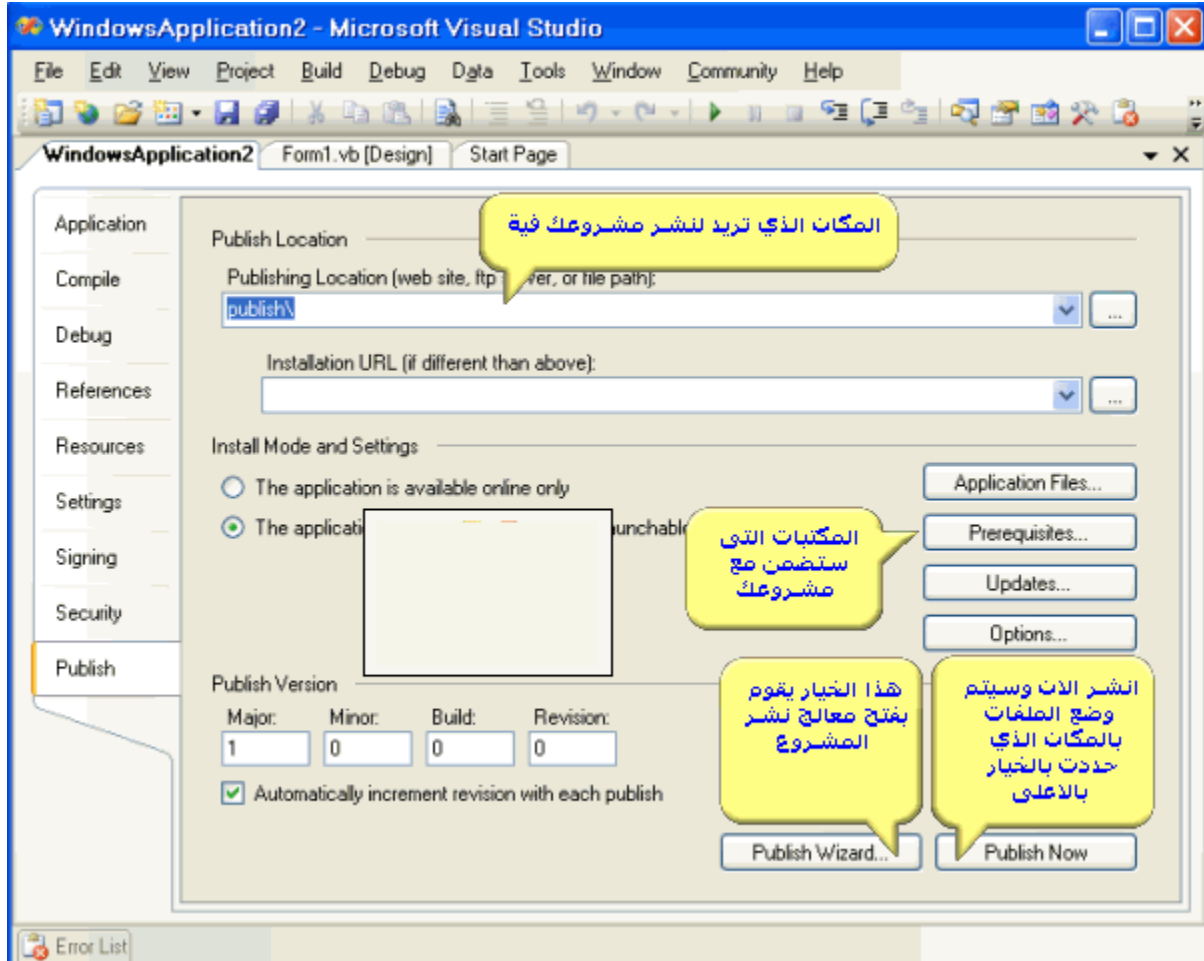 WindowsApplication2 - Microsoft Visual Studio
File Edit View Project Build Debug Data Tools Window Community Help
WindowsApplication2 Form1.vb [Design] Start Page
Application
Compile
Debug
References
Resources
Settings
Signing
Security
Publish
المكان الذي تريد لنشر مشروعك فية
Publish Location
Publishing Location (web site, ftp ver, or file path):
publish\
...
Installation URL (if different than above):
...
Install Mode and Settings
The application is available online only
Application Files...
The applicati unchable
المكتبات التى
ستضمن مع
مشروعك
Prerequisites...
Updates...
Options...
Publish Version
Major: Minor: Build: Revision:
1 0 0 0
Automatically increment revision with each publish
هذا الخيار يقوم
بفتح معالج نشر
المشروع
انشر الان وسيتم
وضع الملفات
بالمكان الذي
حددت بالخيار
بالاعلى
Publish Wizard... Publish Now
Error List